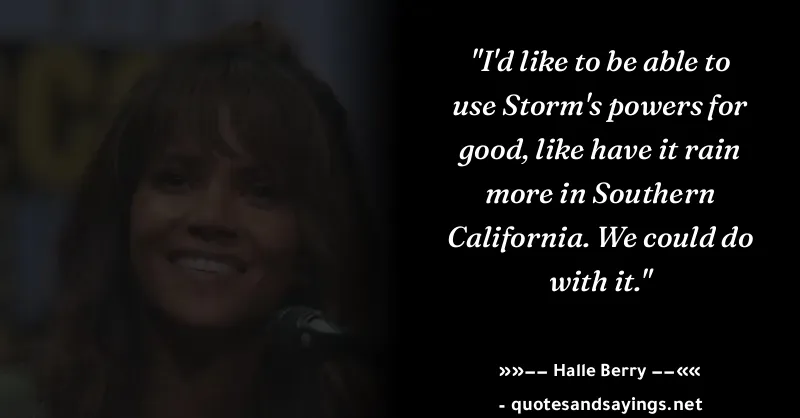 "I'd like to be able to
use Storm's powers for
good, like have it rain
more in Southern
California. We could do
with it."
»»—— Halle Berry ——««
- quotesandsayings.net